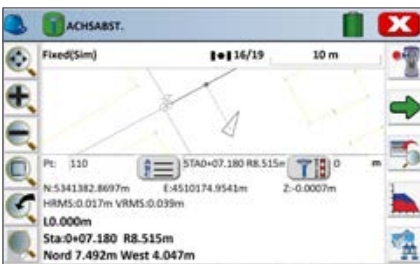 ACHSABST.
Fixed(Sim) 16/19 10 m
Pt: 110 STA0+07.180 R8.515m 0 m
N:5341382.8697m E:4510174.9541m Z:-0.0007m
HRMS:0.017m VRMS:0.039m
L0.000m
Sta:0+07.180 R8.515m
Nord 7.492m West 4.047m